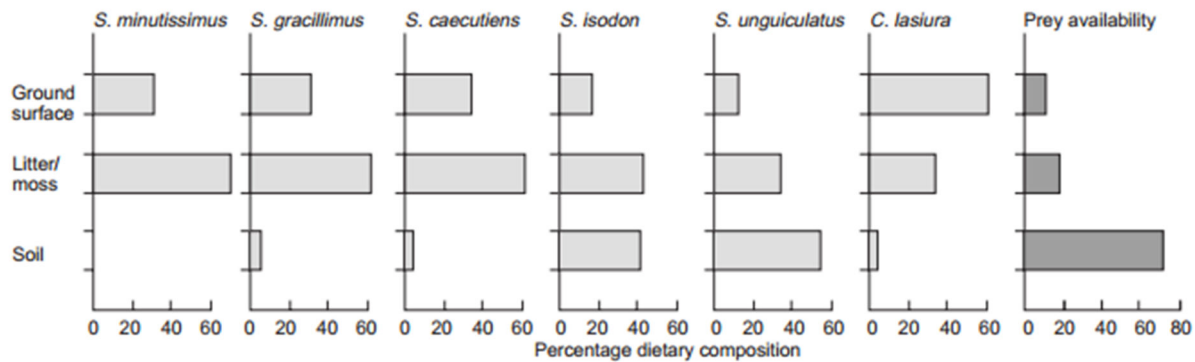 S. minutissimus S. gracillimus S. caecutiens S. isodon S. unguiculatus C. lasiura Prey availability
Ground
surface
Litter/
moss
Soil
0 20 40 60 0 20 40 60 0 20 40 60 0 20 40 60 0 20 40 60 0 20 40 60 0 20 40 60 80
Percentage dietary composition